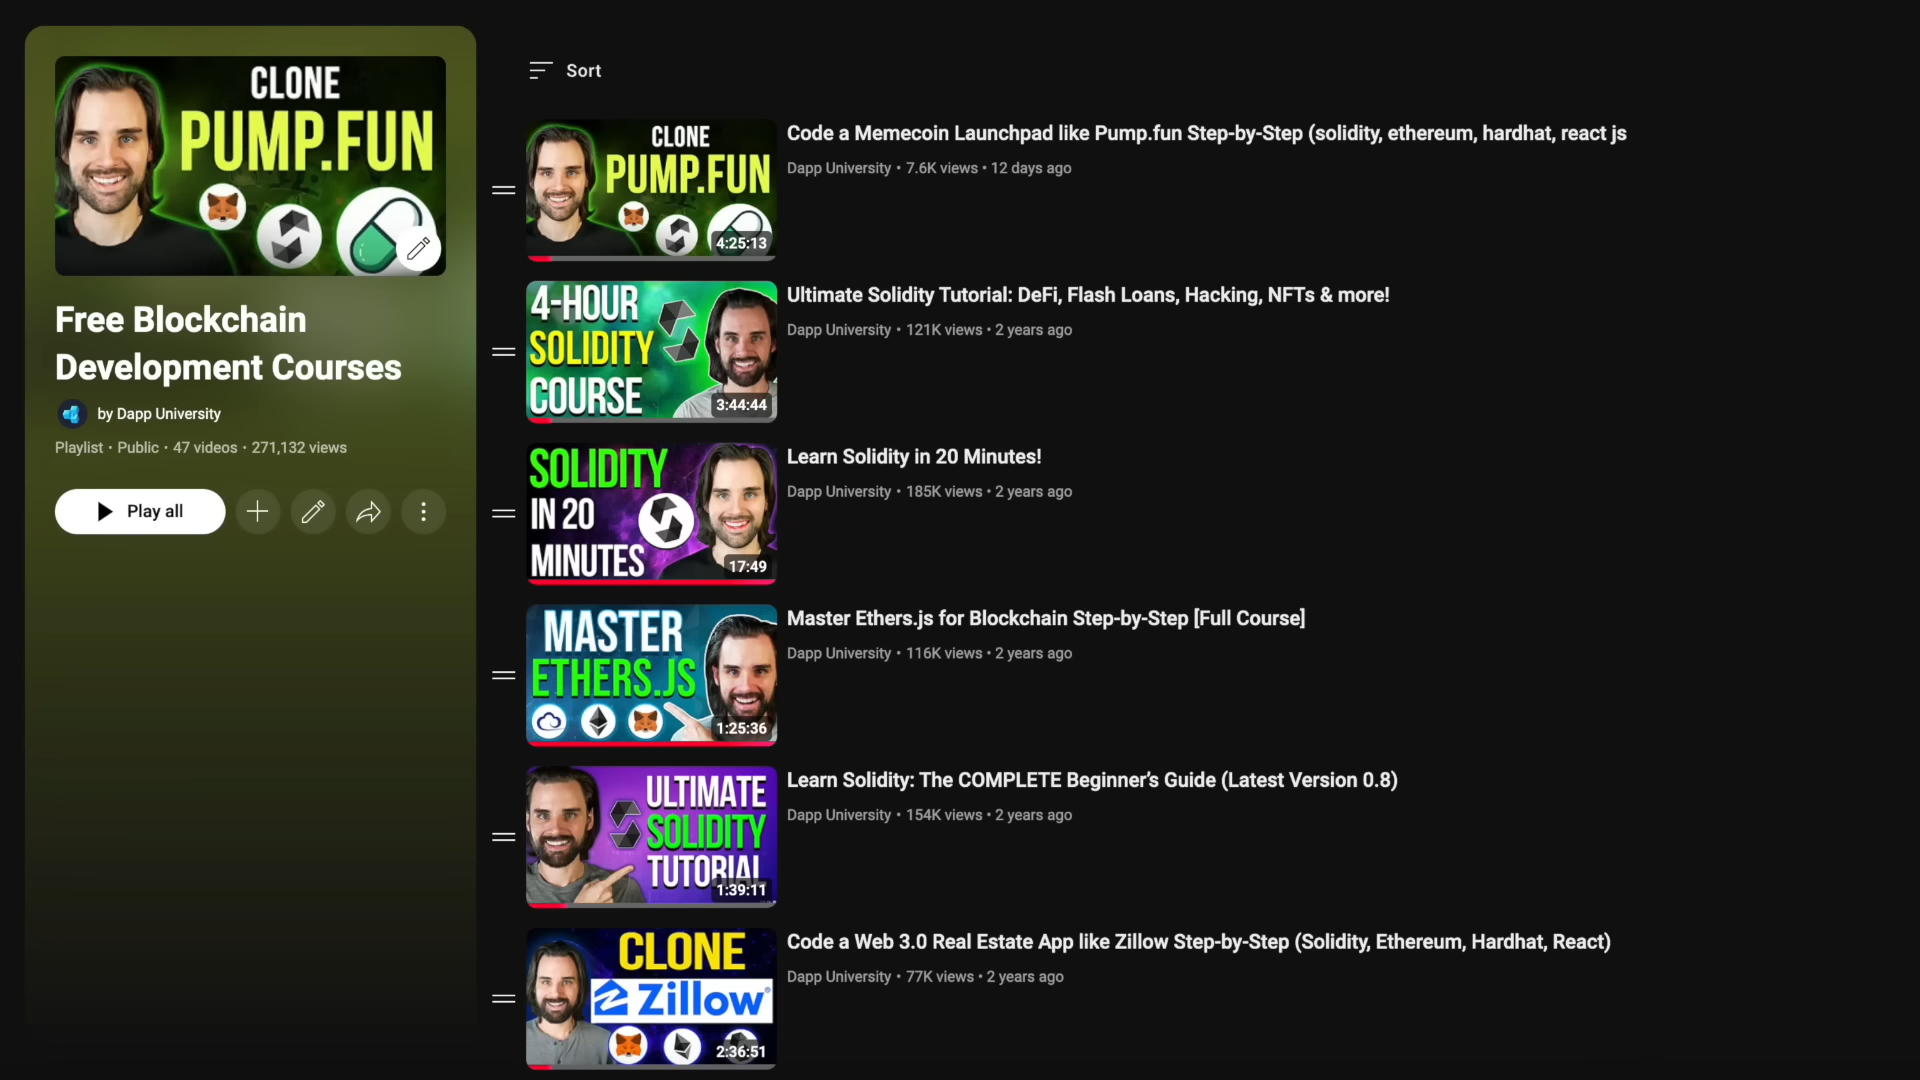 CLONE
PUMP.FUN
Free Blockchain
Development Courses
by Dapp University
Playlist • Public • 47 videos • 271,132 views
Play all
Sort
CLONE
PUMP.FUN
4:25:13
Code a Memecoin Launchpad like Pump.fun Step-by-Step (solidity, ethereum, hardhat, react js
Dapp University • 7.6K views • 12 days ago
4-HOUR
SOLIDITY
COURSE
3:44:44
Ultimate Solidity Tutorial: DeFi, Flash Loans, Hacking, NFTs & more!
Dapp University • 121K views • 2 years ago
SOLIDITY
IN 20
MINUTES
17:49
Learn Solidity in 20 Minutes!
Dapp University • 185K views • 2 years ago
MASTER
ETHERS.JS
1:25:36
Master Ethers.js for Blockchain Step-by-Step [Full Course]
Dapp University • 116K views • 2 years ago
ULTIMATE
SOLIDITY
TUTORIAL
1:39:11
Learn Solidity: The COMPLETE Beginner's Guide (Latest Version 0.8)
Dapp University • 154K views • 2 years ago
CLONE
Zillow®
2:36:51
Code a Web 3.0 Real Estate App like Zillow Step-by-Step (Solidity, Ethereum, Hardhat, React)
Dapp University • 77K views • 2 years ago